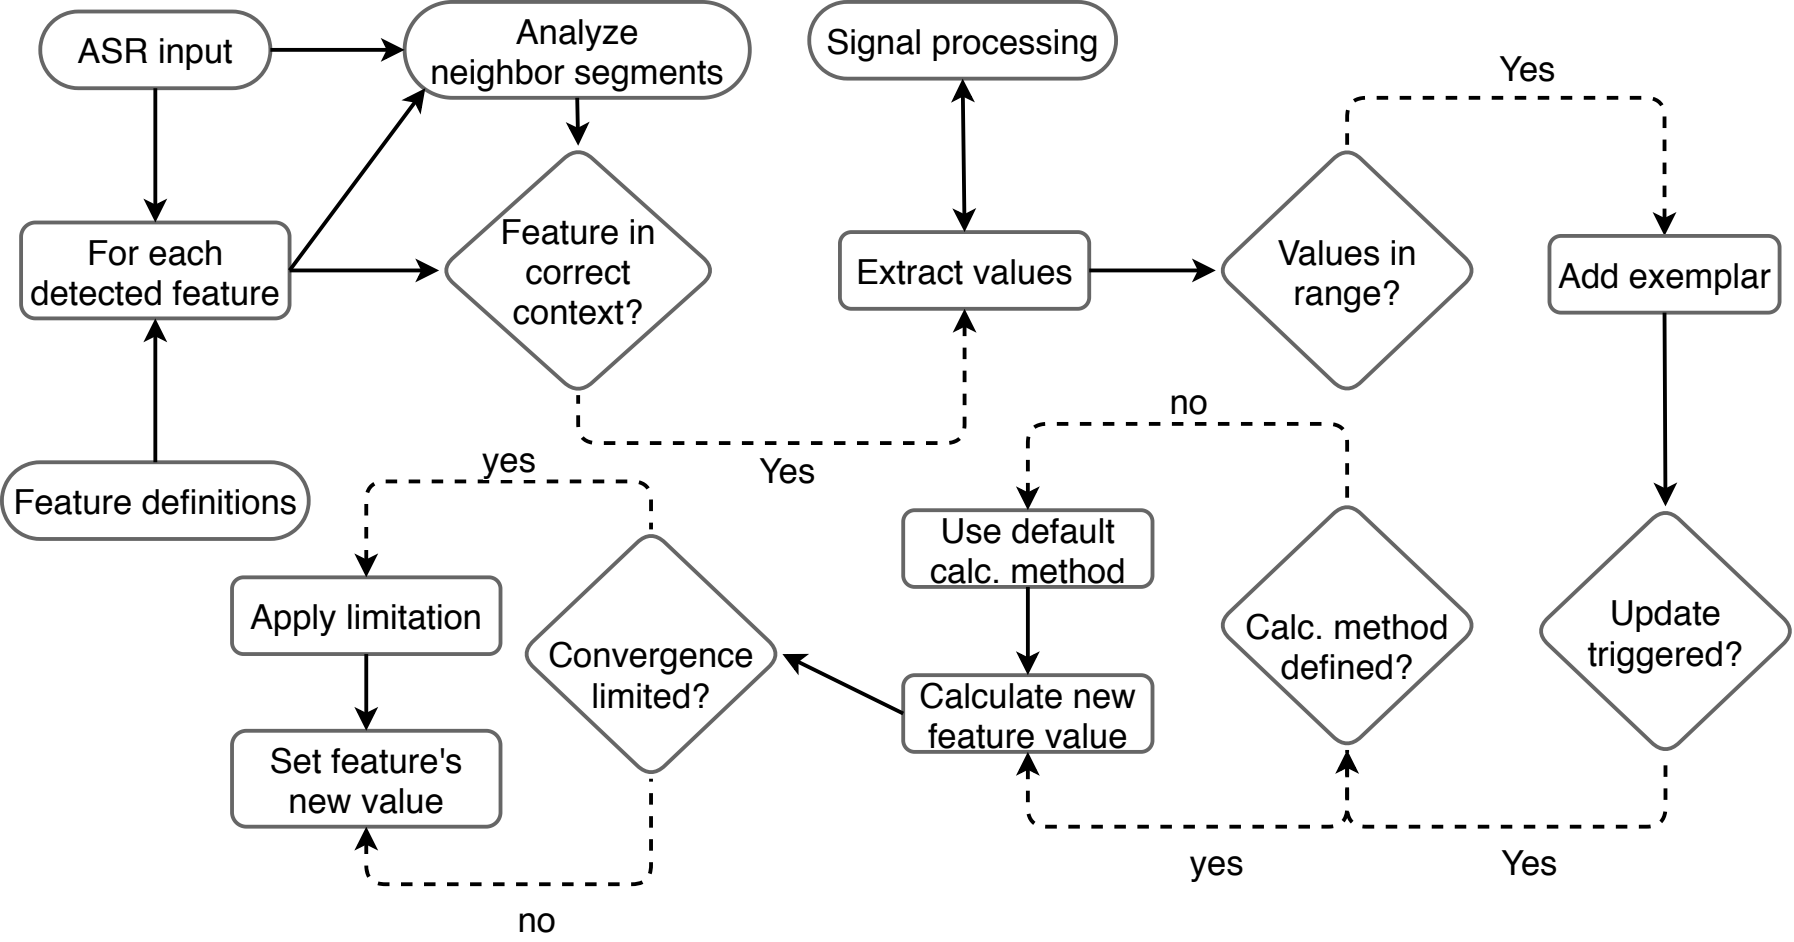 ASR input
Analyze
neighbor segments
Signal processing
Yes
For each
detected feature
Feature in
correct
context?
Extract values
Values in
range?
Add exemplar
no
Yes
yes
Feature definitions
Use default
calc. method
Apply limitation
Convergence
limited?
Calc. method
defined?
Update
triggered?
Calculate new
feature value
Set feature's
new value
yes
Yes
no